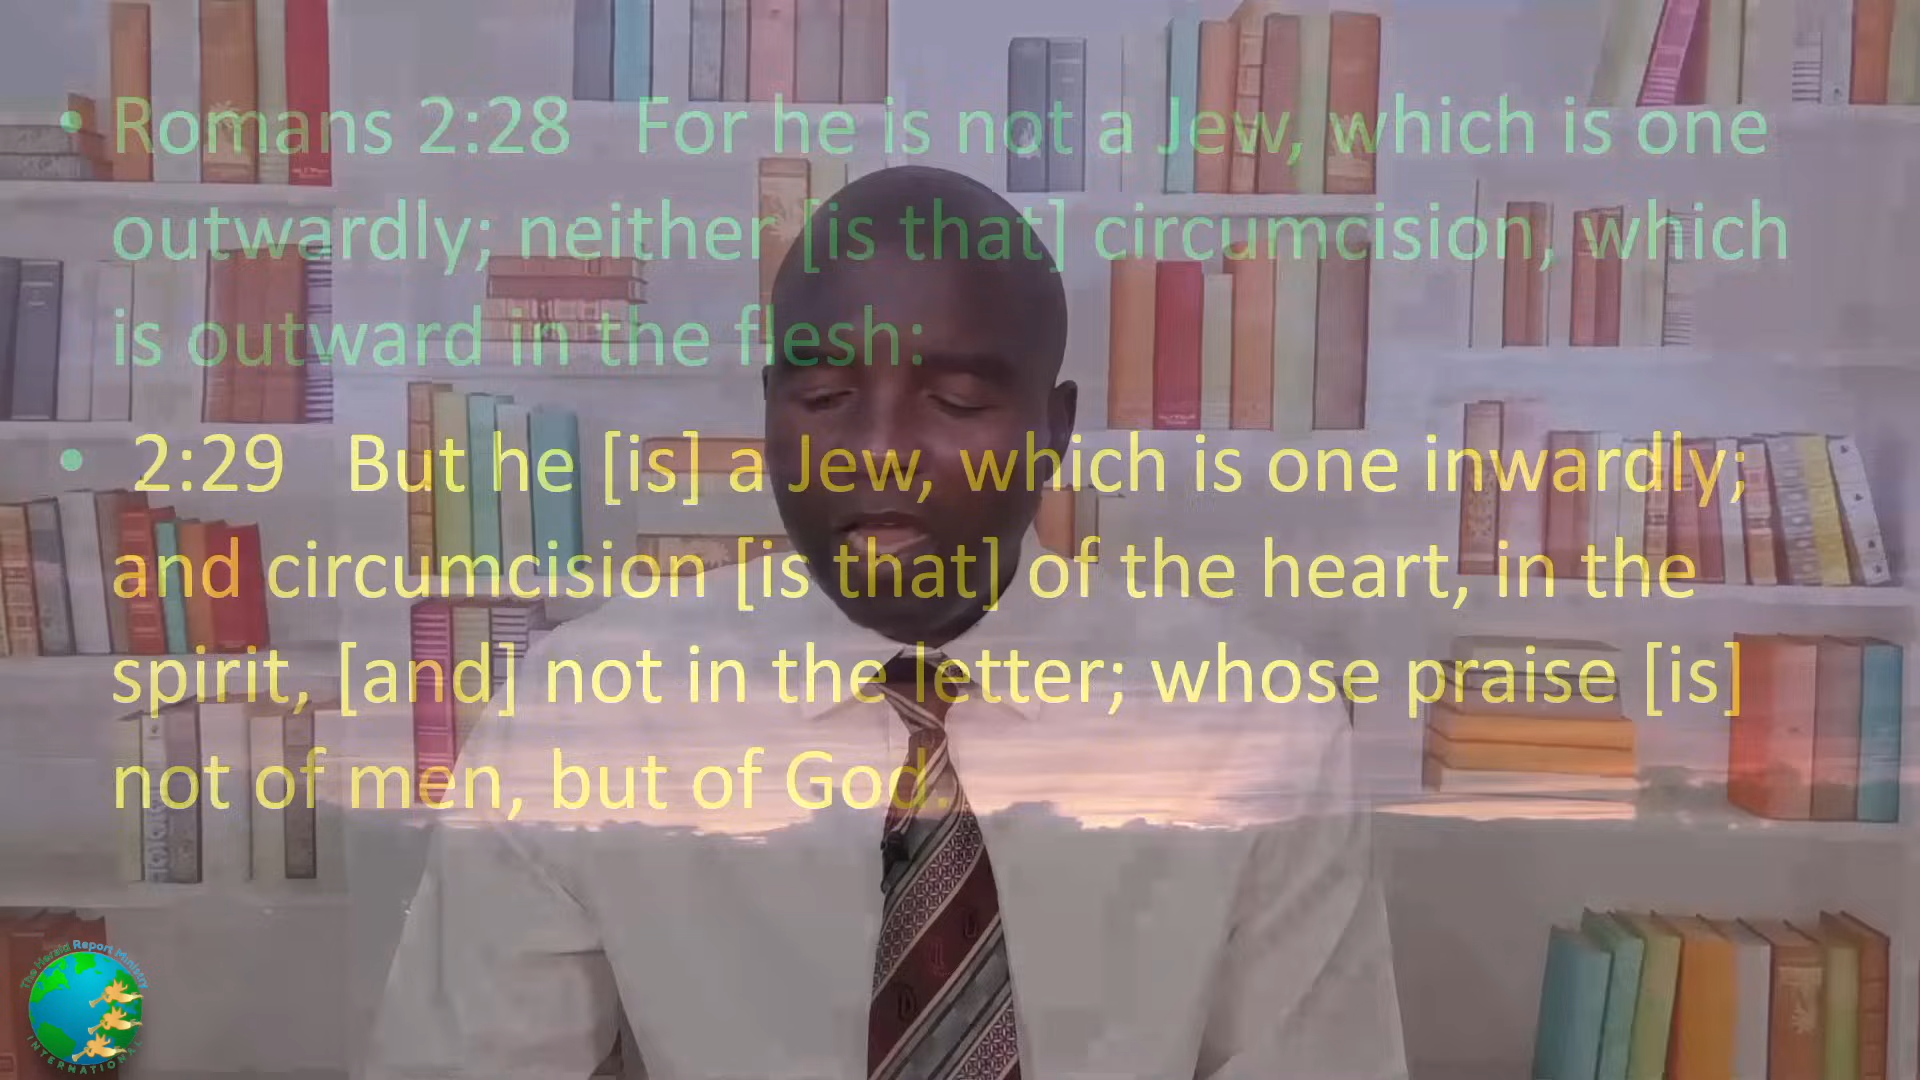 • Romans 2:28 For he is not a Jew, which is one
outwardly; neither [is that] circumcision, which
is outward in the flesh:
• 2:29 But he [is] a Jew, which is one inwardly;
and circumcision [is that] of the heart, in the
spirit, [and] not in the letter; whose praise [is]
not of men, but of God.
The Herald Report Ministry
INTERNATIONAL